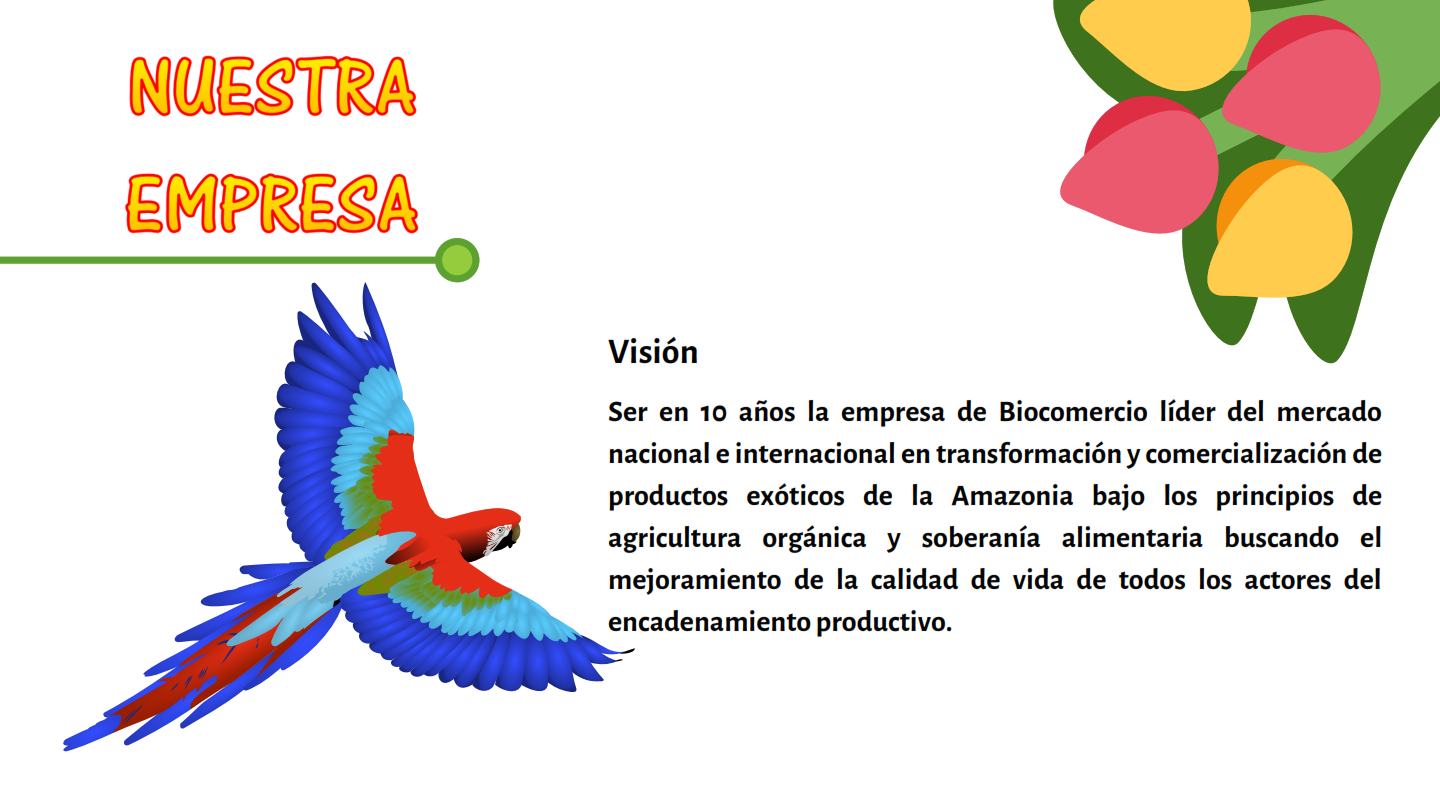 NUESTRA
EMPRESA
Visión
Ser en 10 años la empresa de Biocomercio líder del mercado
nacional e internacional en transformación y comercialización de
productos exóticos de la Amazonia bajo los principios de
agricultura orgánica y soberanía alimentaria buscando el
mejoramiento de la calidad de vida de todos los actores del
encadenamiento productivo.